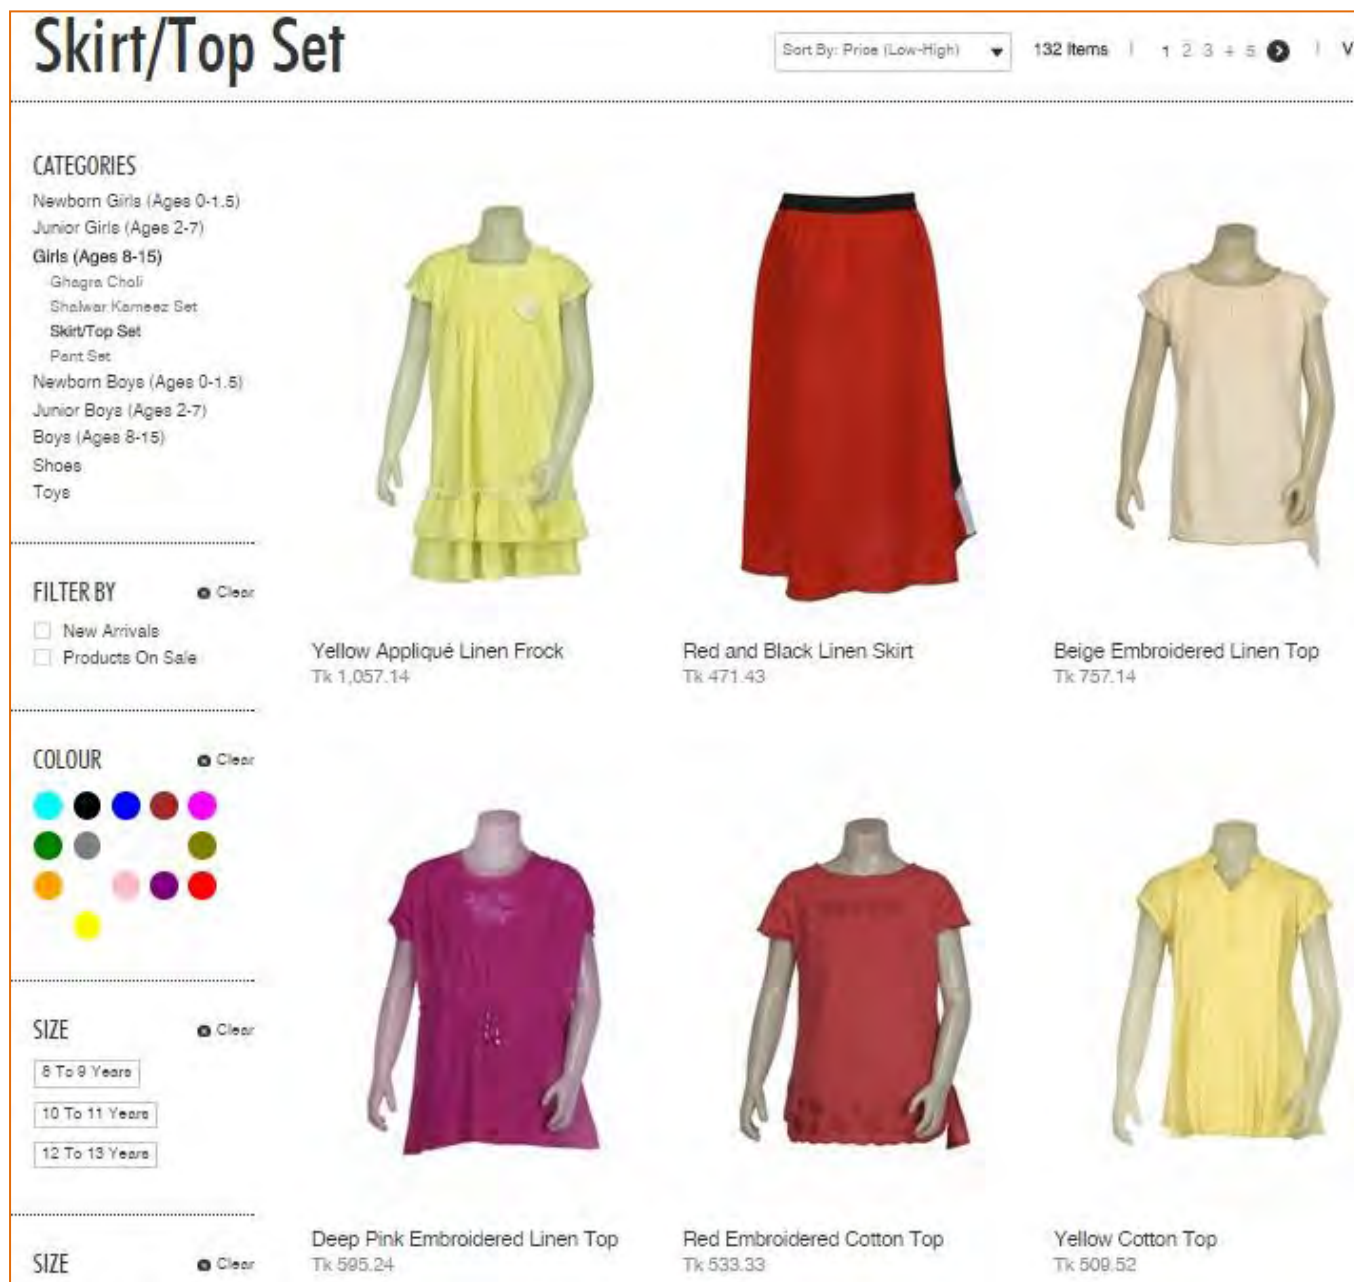 Skirt/Top Set
Sort By: Price (Low-High)
132 Items | 1 2 3 4 5 | V
CATEGORIES
Newborn Girls (Ages 0-1.5)
Junior Girls (Ages 2-7)
Girls (Ages 8-15)
Ghagra Choli
Shalwar Kameez Set
Skirt/Top Set
Pant Set
Newborn Boys (Ages 0-1.5)
Junior Boys (Ages 2-7)
Boys (Ages 8-15)
Shoes
Toys
FILTER BY Clear
New Arrivals
Products On Sale
Yellow Appliqué Linen Frock
Tk 1,057.14
Red and Black Linen Skirt
Tk 471.43
Beige Embroidered Linen Top
Tk 757.14
COLOUR Clear
SIZE Clear
8 To 9 Years
10 To 11 Years
12 To 13 Years
Deep Pink Embroidered Linen Top
Tk 595.24
Red Embroidered Cotton Top
Tk 533.33
Yellow Cotton Top
Tk 509.52
SIZE Clear